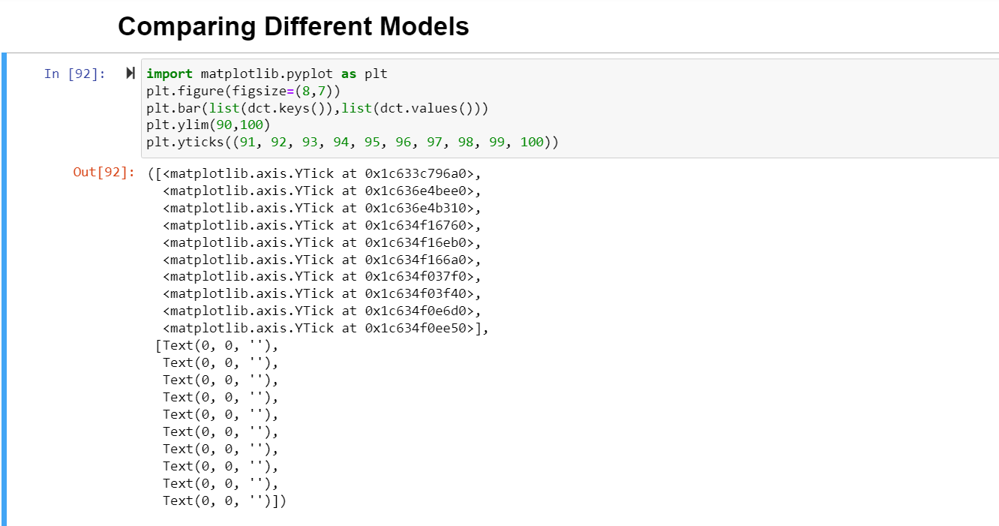 Comparing Different Models
In [92]:
import matplotlib.pyplot as plt
plt.figure(figsize=(8,7))
plt.bar(list(dct.keys()),list(dct.values()))
plt.ylim(90,100)
plt.yticks((91, 92, 93, 94, 95, 96, 97, 98, 99, 100))
Out[92]:
([<matplotlib.axis.YTick at 0x1c633c796a0>,
<matplotlib.axis.YTick at 0x1c636e4bee0>,
<matplotlib.axis.YTick at 0x1c636e4b310>,
<matplotlib.axis.YTick at 0x1c634f16760>,
<matplotlib.axis.YTick at 0x1c634f16eb0>,
<matplotlib.axis.YTick at 0x1c634f166a0>,
<matplotlib.axis.YTick at 0x1c634f037f0>,
<matplotlib.axis.YTick at 0x1c634f03f40>,
<matplotlib.axis.YTick at 0x1c634f0e6d0>,
<matplotlib.axis.YTick at 0x1c634f0ee50>],
[Text(0, 0, ''),
Text(0, 0, ''),
Text(0, 0, ''),
Text(0, 0, ''),
Text(0, 0, ''),
Text(0, 0, ''),
Text(0, 0, ''),
Text(0, 0, ''),
Text(0, 0, ''),
Text(0, 0, '')])